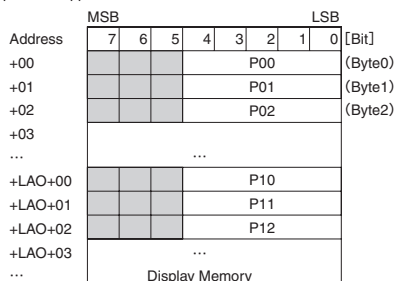 MSB LSB
Address 7 6 5 4 3 2 1 0 [Bit]
+00 P00 (Byte0)
+01 P01 (Byte1)
+02 P02 (Byte2)
+03
… …
+LAO+00 P10
+LAO+01 P11
+LAO+02 P12
+LAO+03 …
… Display Memory